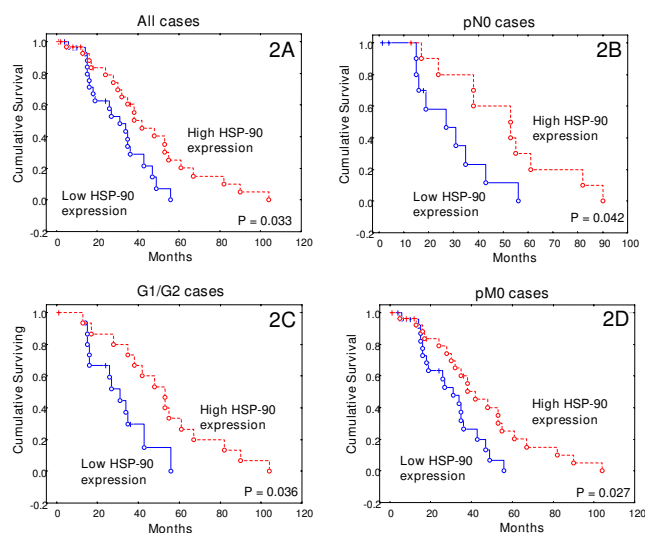 All cases
2A
Cumulative Survival
1.0
0.8
0.6
0.4
0.2
0.0
-0.2
High HSP-90
expression
Low HSP-90
expression
P = 0.033
0 20 40 60 80 100 120
Months
pN0 cases
2B
Cumulative Survival
1.0
0.8
0.6
0.4
0.2
0.0
-0.2
High HSP-90
expression
Low HSP-90
expression
P = 0.042
0 10 20 30 40 50 60 70 80 90 100
Months
G1/G2 cases
2C
Cumulative Surviving
1.0
0.8
0.6
0.4
0.2
0.0
-0.2
High HSP-90
expression
Low HSP-90
expression
P = 0.036
0 20 40 60 80 100 120
Months
pM0 cases
2D
Cumulative Surviving
1.0
0.8
0.6
0.4
0.2
0.0
-0.2
High HSP-90
expression
Low HSP-90
expression
P = 0.027
0 20 40 60 80 100 120
Months